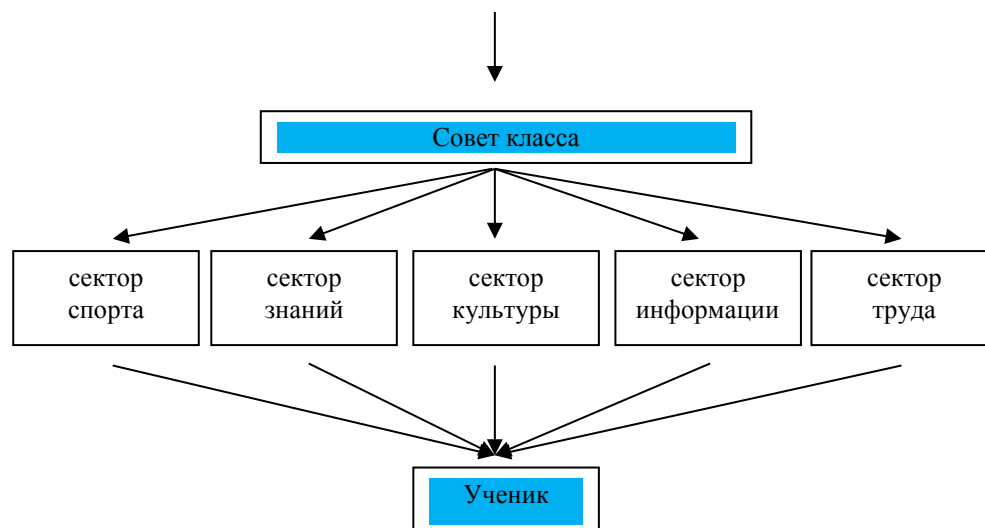 Совет класса
сектор
спорта
сектор
знаний
сектор
культуры
сектор
информации
сектор
труда
Ученик